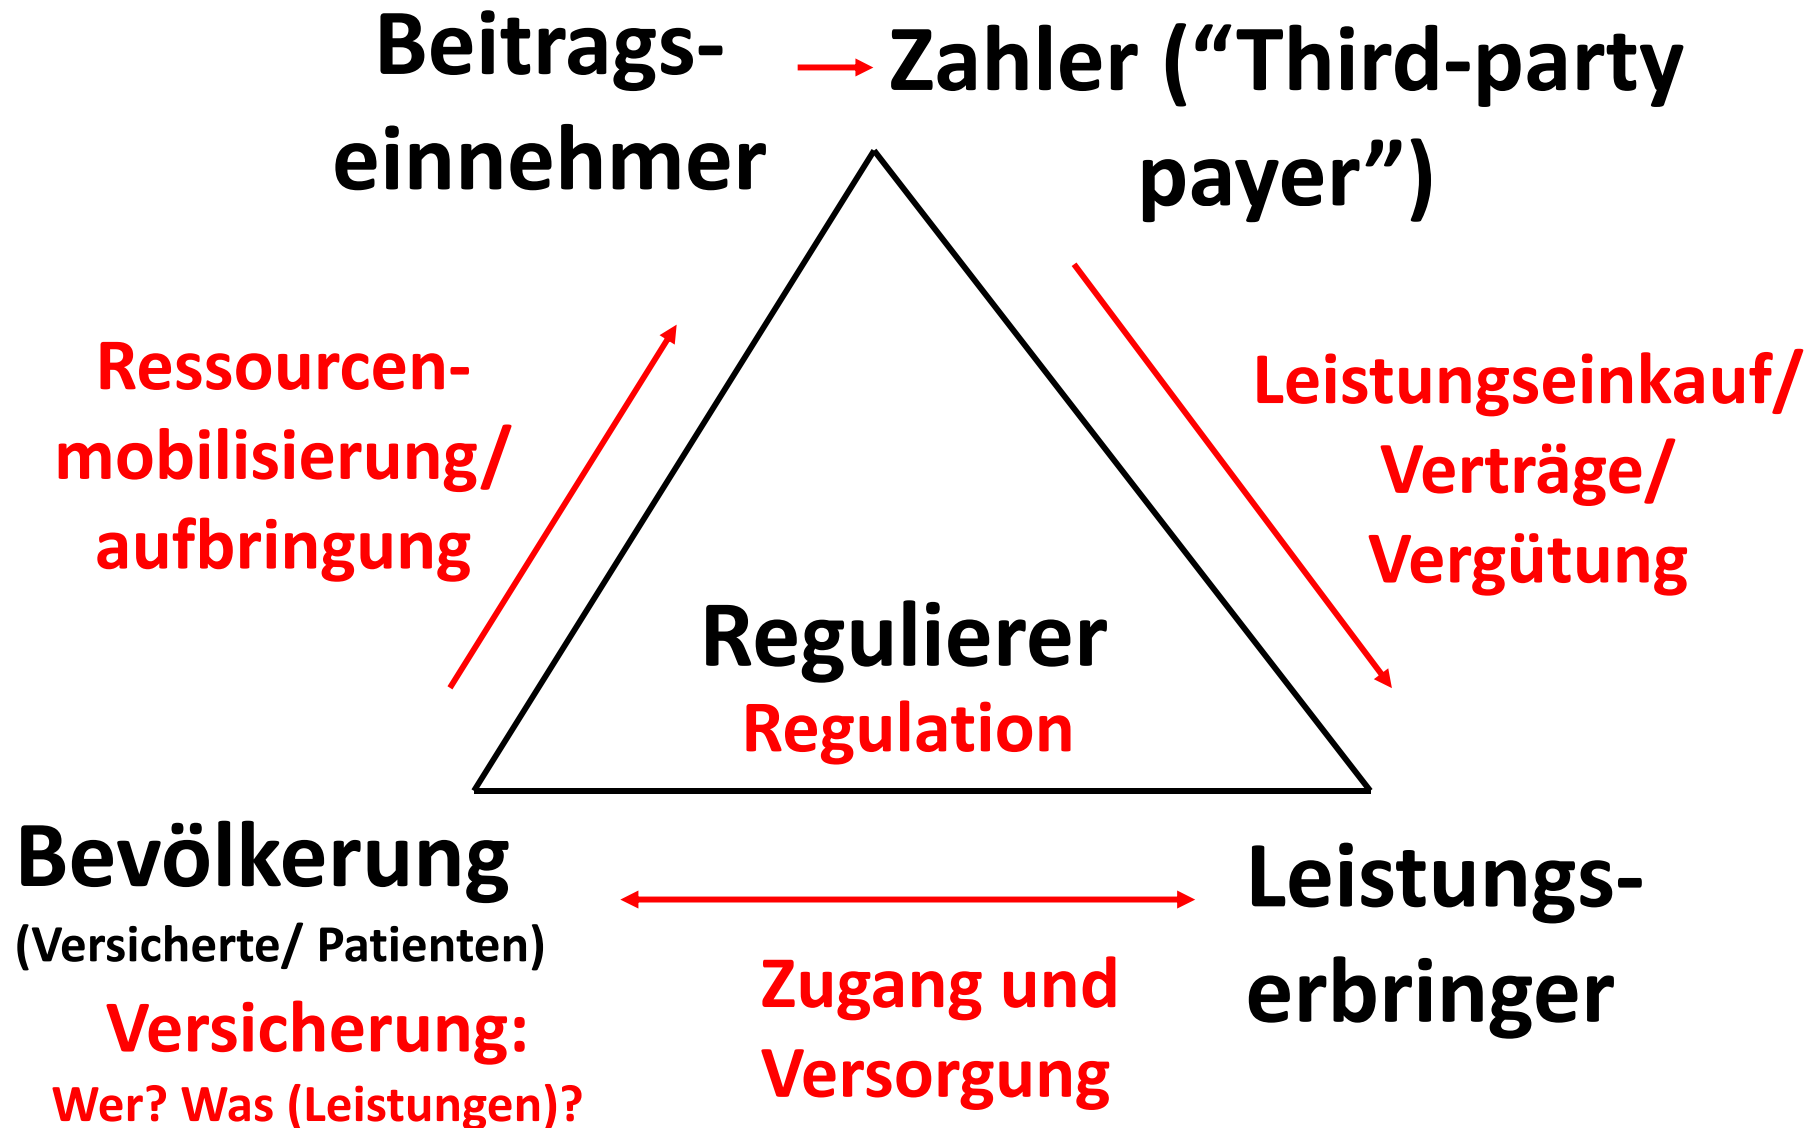 Beitrags-
einnehmer
Zahler (“Third-party
payer”)
Ressourcen-
mobilisierung/
aufbringung
Leistungseinkauf/
Verträge/
Vergütung
Regulierer
Regulation
Bevölkerung
(Versicherte/ Patienten)
Versicherung:
Wer? Was (Leistungen)?
Zugang und
Versorgung
Leistungs-
erbringer